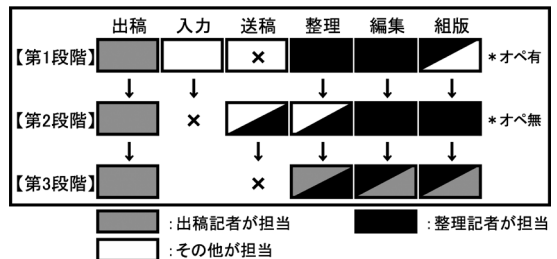 出稿 入力 送稿 整理 編集 組版
【第1段階】 × *オペ有
↓ ↓ ↓ ↓ ↓
【第2段階】 × *オペ無
↓ ↓ ↓ ↓ ↓
【第3段階】 ×
:出稿記者が担当 :整理記者が担当
:その他が担当